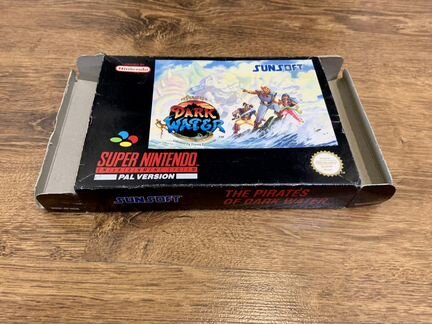 Nintendo
SUNSOFT
DARK
WATER
SUPER NINTENDO
ENTERTAINMENT SYSTEM
PAL VERSION
SUNSOFT
THE PIRATES
OF DARK WATER